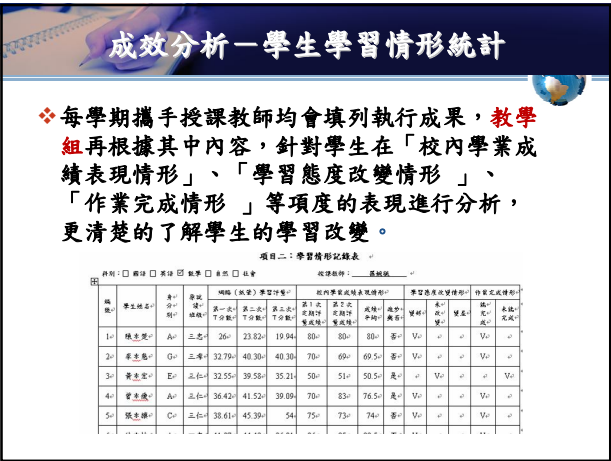 成效分析－學生學習情形統計
每學期攜手授課教師均會填列執行成果，教學
組再根據其中內容，針對學生在「校內學業成
績表現情形」、「學習態度改變情形 」、
「作業完成情形 」等項度的表現進行分析，
更清楚的了解學生的學習改變。
項目二：學習情形記錄表
科別：□ 國語 □ 英語 ☑ 數學 □ 自然 □ 社會 授課教師：
編號 學生姓名 身分別 原就讀班級 網路（紙筆）學習評量 校內學業成績表現情形 學習態度改變情形 作業完成情形
第一次T分數 第二次T分數 第三次T分數 第1次定期評量成績 第2次定期評量成績 成績平均 進步與否 變好 未改變 變差 能完成 未能完成
1 A 三忠 26 23.82 19.94 80 80 80 否 V V
2 李 G 三孝 32.79 40.30 40.30 70 69 69.5 否 V V
3 黃 E 三仁 32.55 39.58 35.21 50 51 50.5 是 V V
4 曾 A 三仁 36.42 41.52 39.09 70 83 76.5 是 V V
5 張 C 三仁 38.61 45.39 54 75 73 74 否 V V